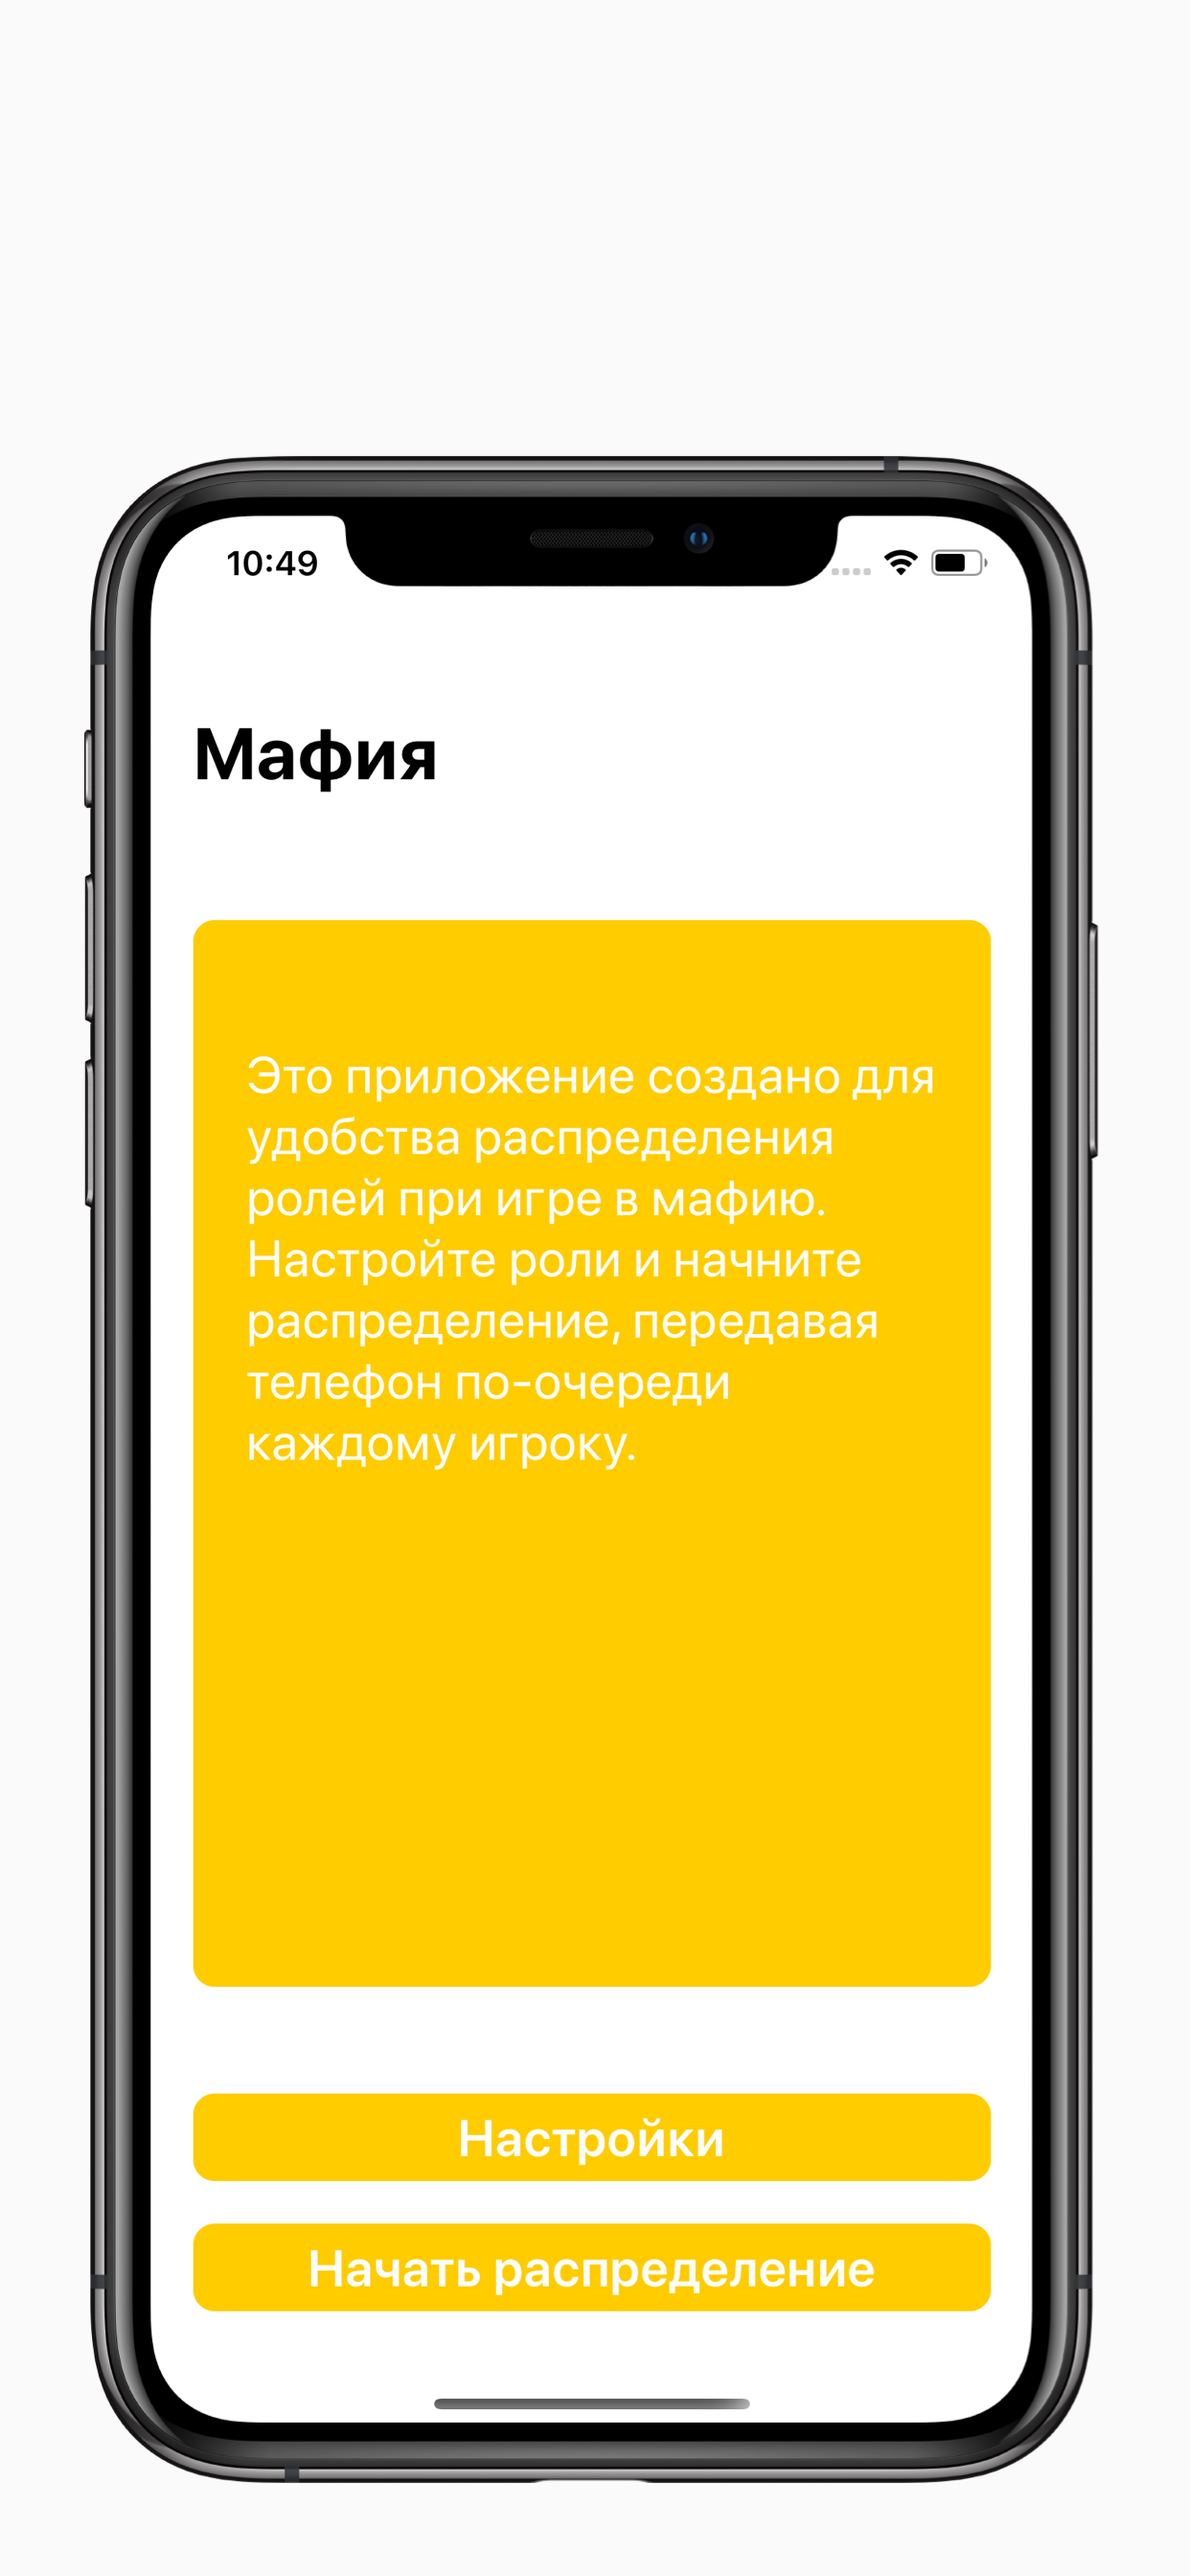 10:49
Мафия
Это приложение создано для
удобства распределения
ролей при игре в мафию.
Настройте роли и начните
распределение, передавая
телефон по-очереди
каждому игроку.
Настройки
Начать распределение